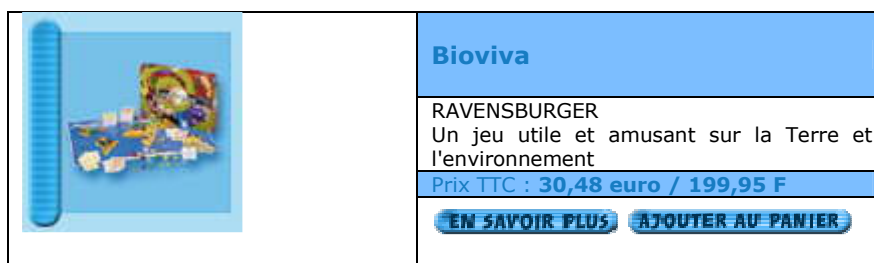 Bioviva
RAVENSBURGER
Un jeu utile et amusant sur la Terre et
l'environnement
Prix TTC : 30,48 euro / 199,95 F
EN SAVOIR PLUS AJOUTER AU PANIER